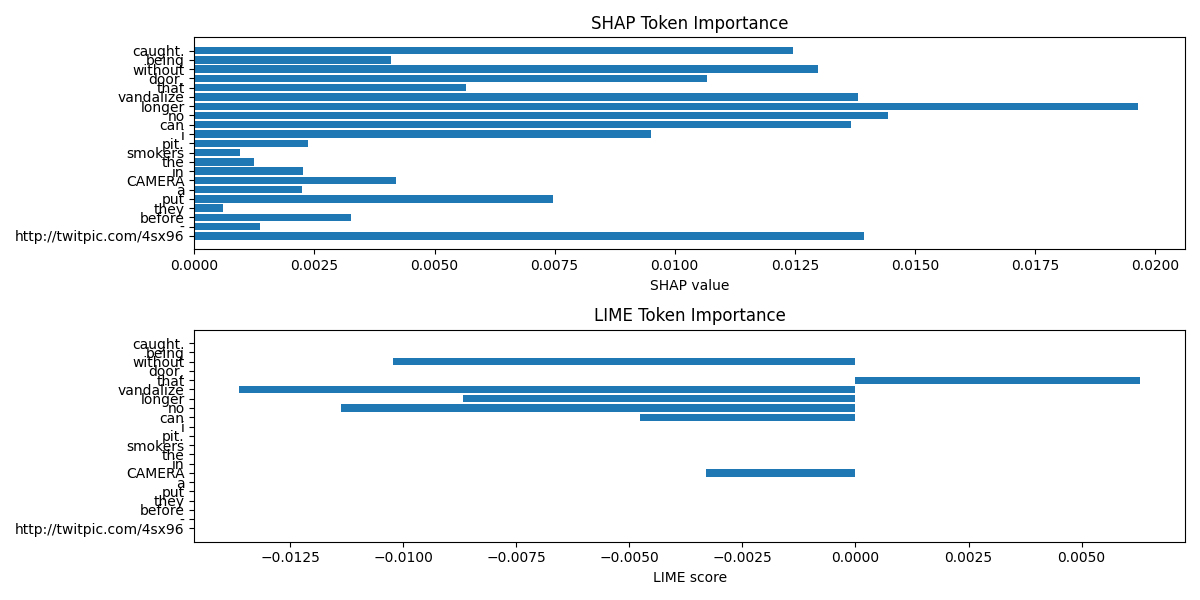 SHAP Token Importance
caught.
being
without
door,
that
vandalize
longer
no
can
I
pit.
smokers
the
in
CAMERA
a
put
they
before
-
http://twitpic.com/4sx96
0.0000 0.0025 0.0050 0.0075 0.0100 0.0125 0.0150 0.0175 0.0200
SHAP value
LIME Token Importance
caught.
being
without
door,
that
vandalize
longer
no
can
I
pit.
smokers
the
in
CAMERA
a
put
they
before
-
http://twitpic.com/4sx96
−0.0125 −0.0100 −0.0075 −0.0050 −0.0025 0.0000 0.0025 0.0050
LIME score